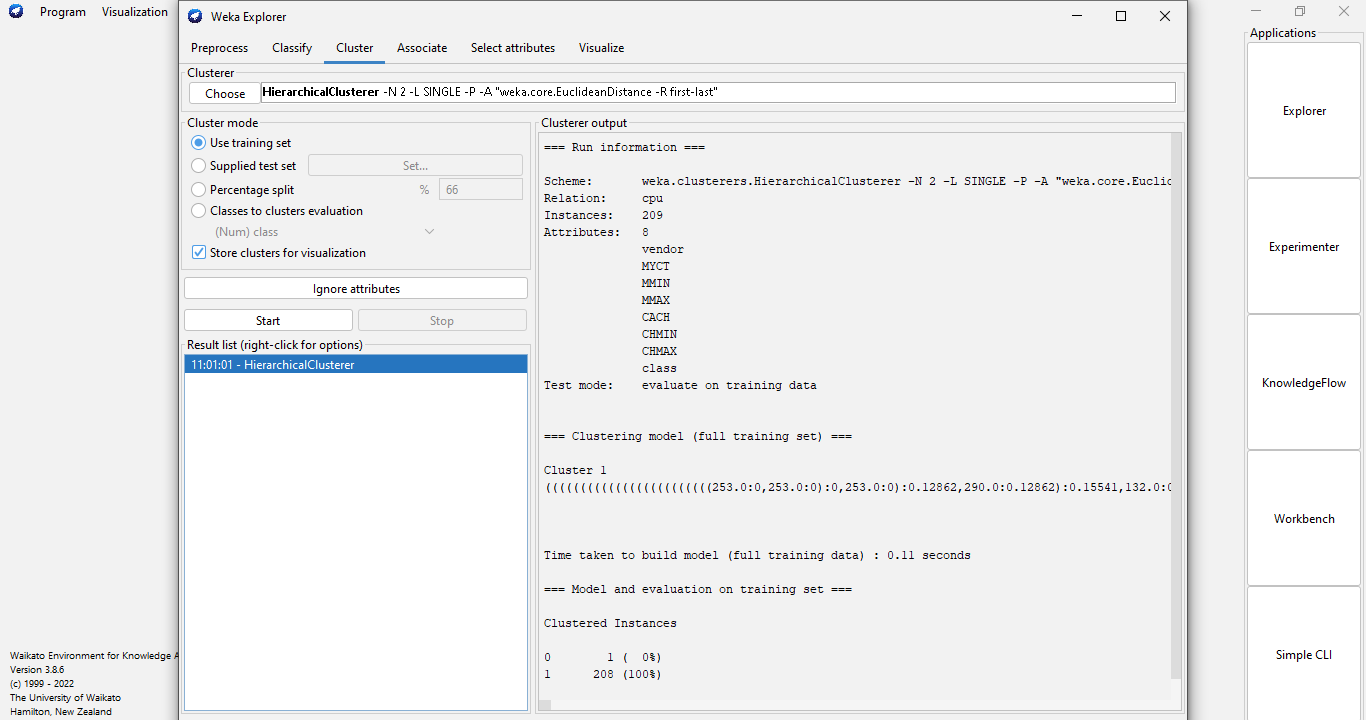 Program Visualization
Weka Explorer
Preprocess Classify Cluster Associate Select attributes Visualize
Clusterer
Choose HierarchicalClusterer -N 2 -L SINGLE -P -A "weka.core.EuclideanDistance -R first-last"
Cluster mode
Use training set
Supplied test set Set...
Percentage split % 66
Classes to clusters evaluation
(Num) class
Store clusters for visualization
Ignore attributes
Start Stop
Result list (right-click for options)
11:01:01 - HierarchicalClusterer
Clusterer output
=== Run information ===
Scheme: weka.clusterers.HierarchicalClusterer -N 2 -L SINGLE -P -A "weka.core.Euclid
Relation: cpu
Instances: 209
Attributes: 8
vendor
MYCT
MMIN
MMAX
CACH
CHMIN
CHMAX
class
Test mode: evaluate on training data
=== Clustering model (full training set) ===
Cluster 1
((((((((((((((((((((((((253.0:0,253.0:0):0,253.0:0):0.12862,290.0:0.12862):0.15541,132.0:0
Time taken to build model (full training data) : 0.11 seconds
=== Model and evaluation on training set ===
Clustered Instances
0 1 ( 0%)
1 208 (100%)
Applications
Explorer
Experimenter
KnowledgeFlow
Workbench
Simple CLI
Waikato Environment for Knowledge A
Version 3.8.6
(c) 1999 - 2022
The University of Waikato
Hamilton, New Zealand